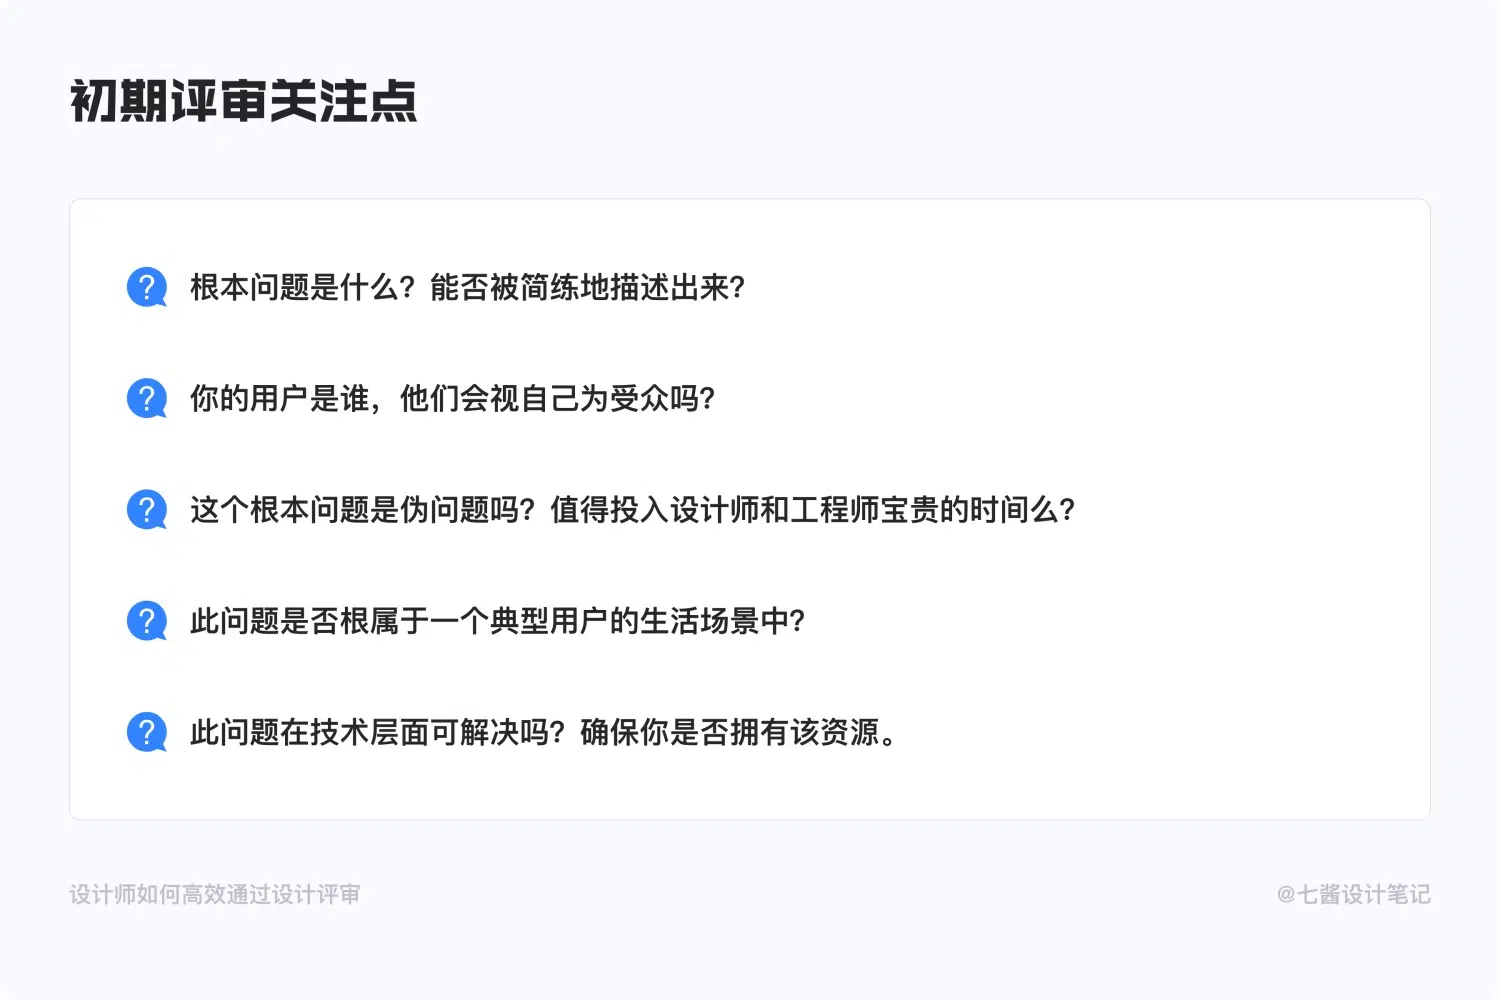 初期评审关注点
根本问题是什么？能否被简练地描述出来？
你的用户是谁，他们会视自己为受众吗？
这个根本问题是伪问题吗？值得投入设计师和工程师宝贵的时间么？
此问题是否根属于一个典型用户的生活场景中？
此问题在技术层面可解决吗？确保你是否拥有该资源。
设计师如何高效通过设计评审
@七酱设计笔记